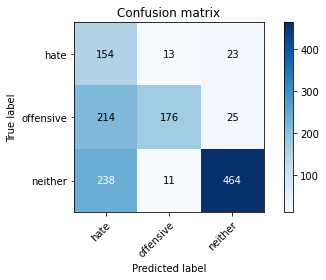 Confusion matrix
True label
hate
offensive
neither
154 13 23
214 176 25
238 11 464
hate
offensive
neither
Predicted label
400
300
200
100